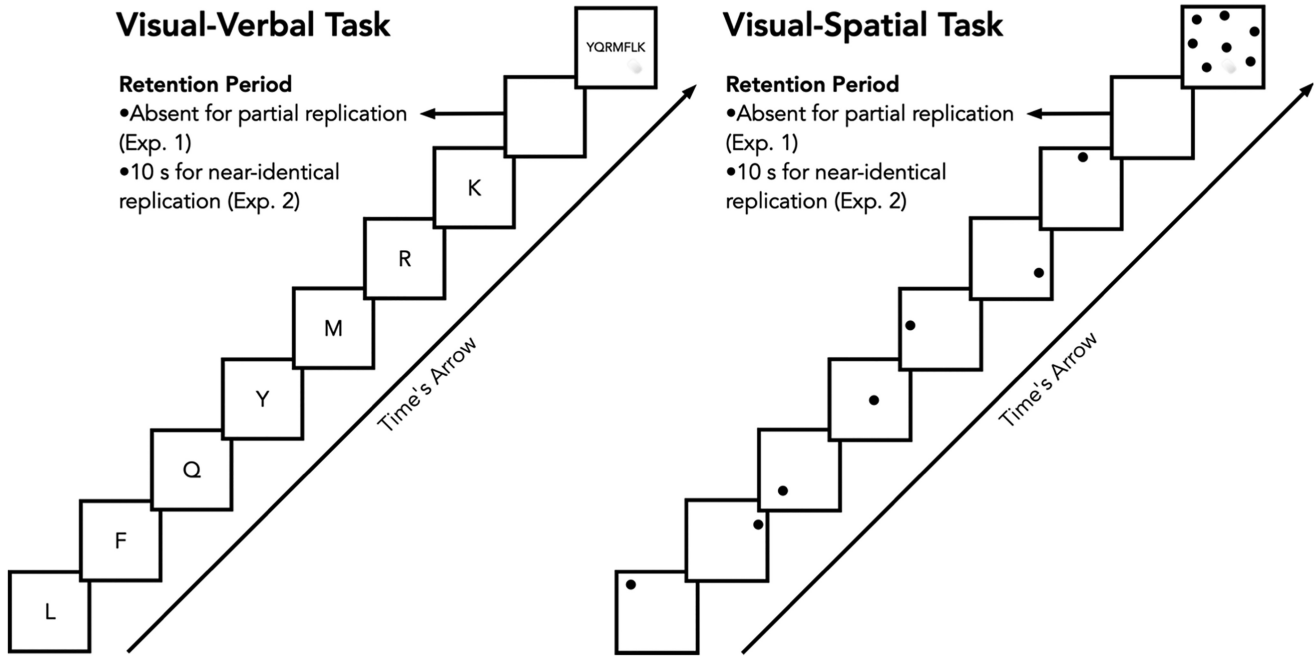 Visual-Verbal Task
Retention Period
•Absent for partial replication
(Exp. 1)
•10 s for near-identical
replication (Exp. 2)
YQRMFLK
K
R
M
Y
Q
F
L
Time's Arrow
Visual-Spatial Task
Retention Period
•Absent for partial replication
(Exp. 1)
•10 s for near-identical
replication (Exp. 2)
Time's Arrow